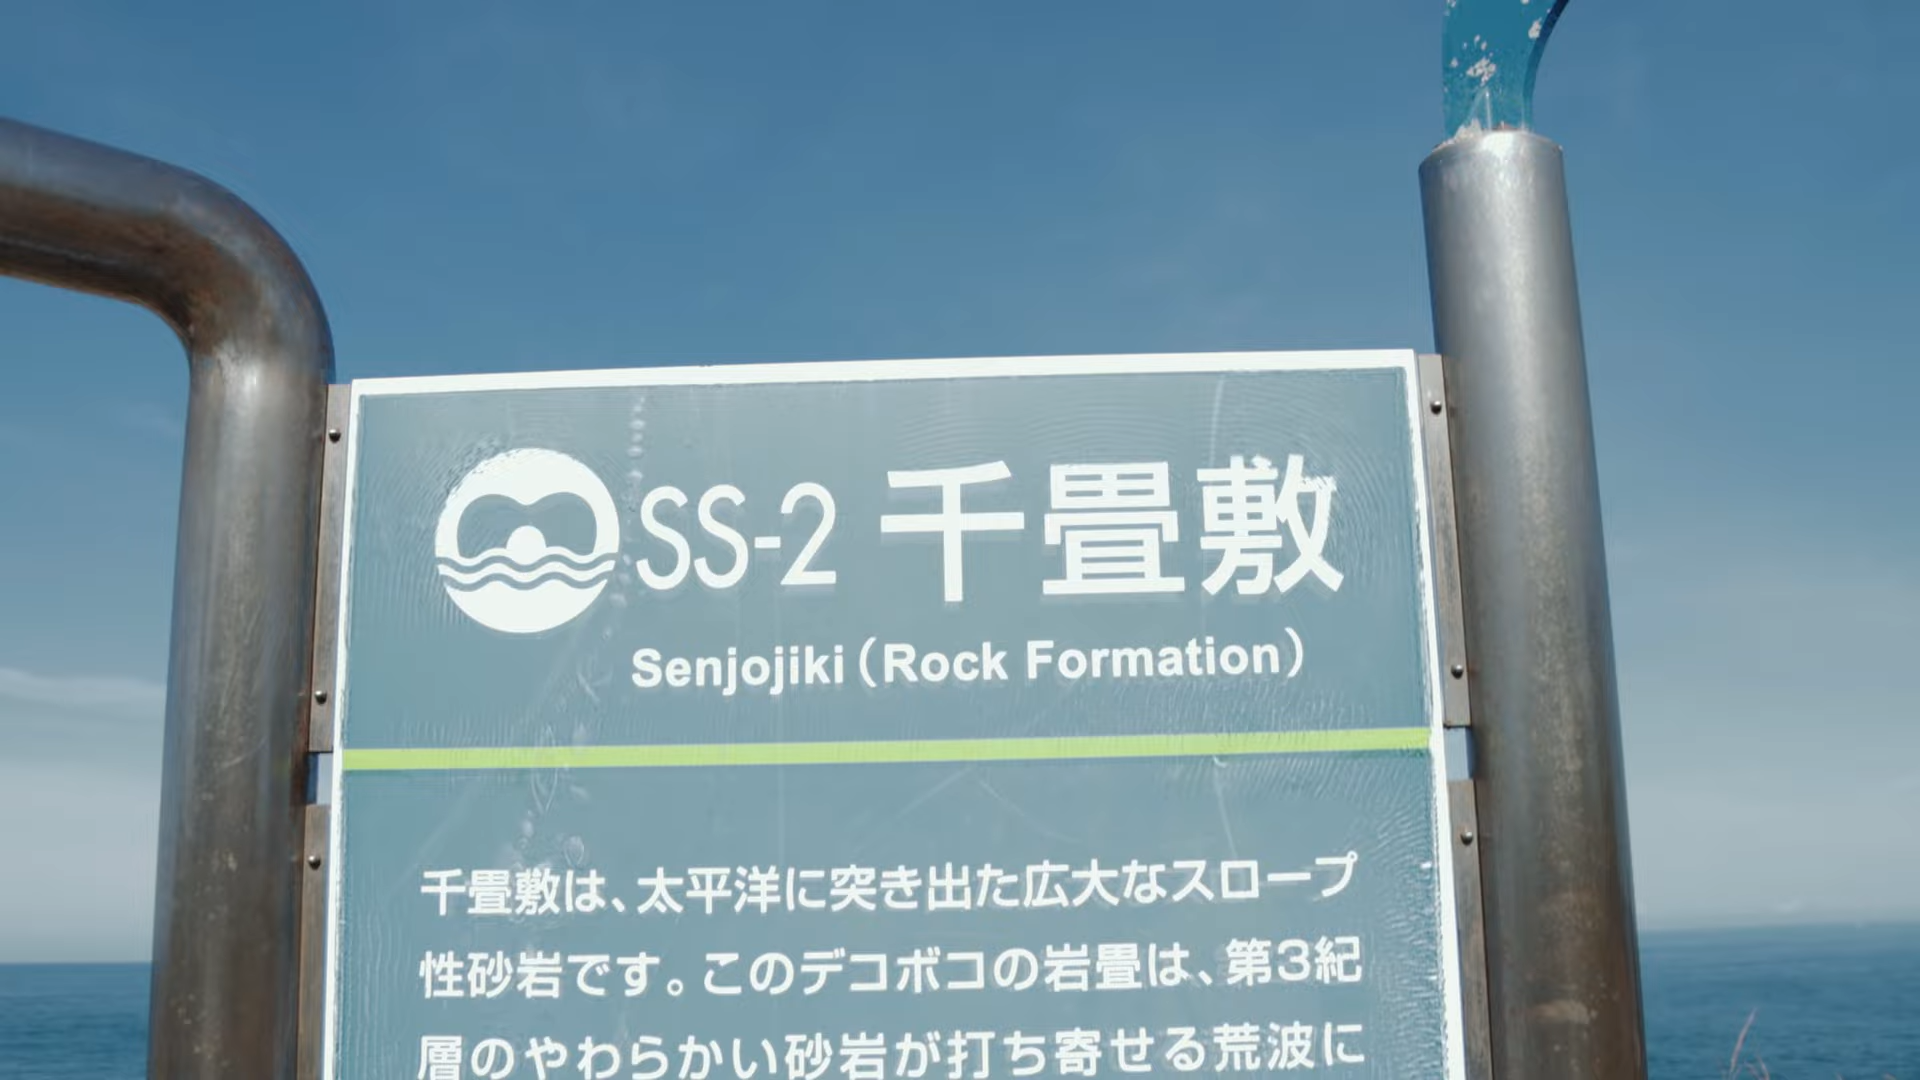 SS-2 千畳敷
Senjojiki (Rock Formation)
千畳敷は、太平洋に突き出た広大なスロープ
性砂岩です。このデコボコの岩畳は、第3紀
層のやわらかい砂岩が打ち寄せる荒波に